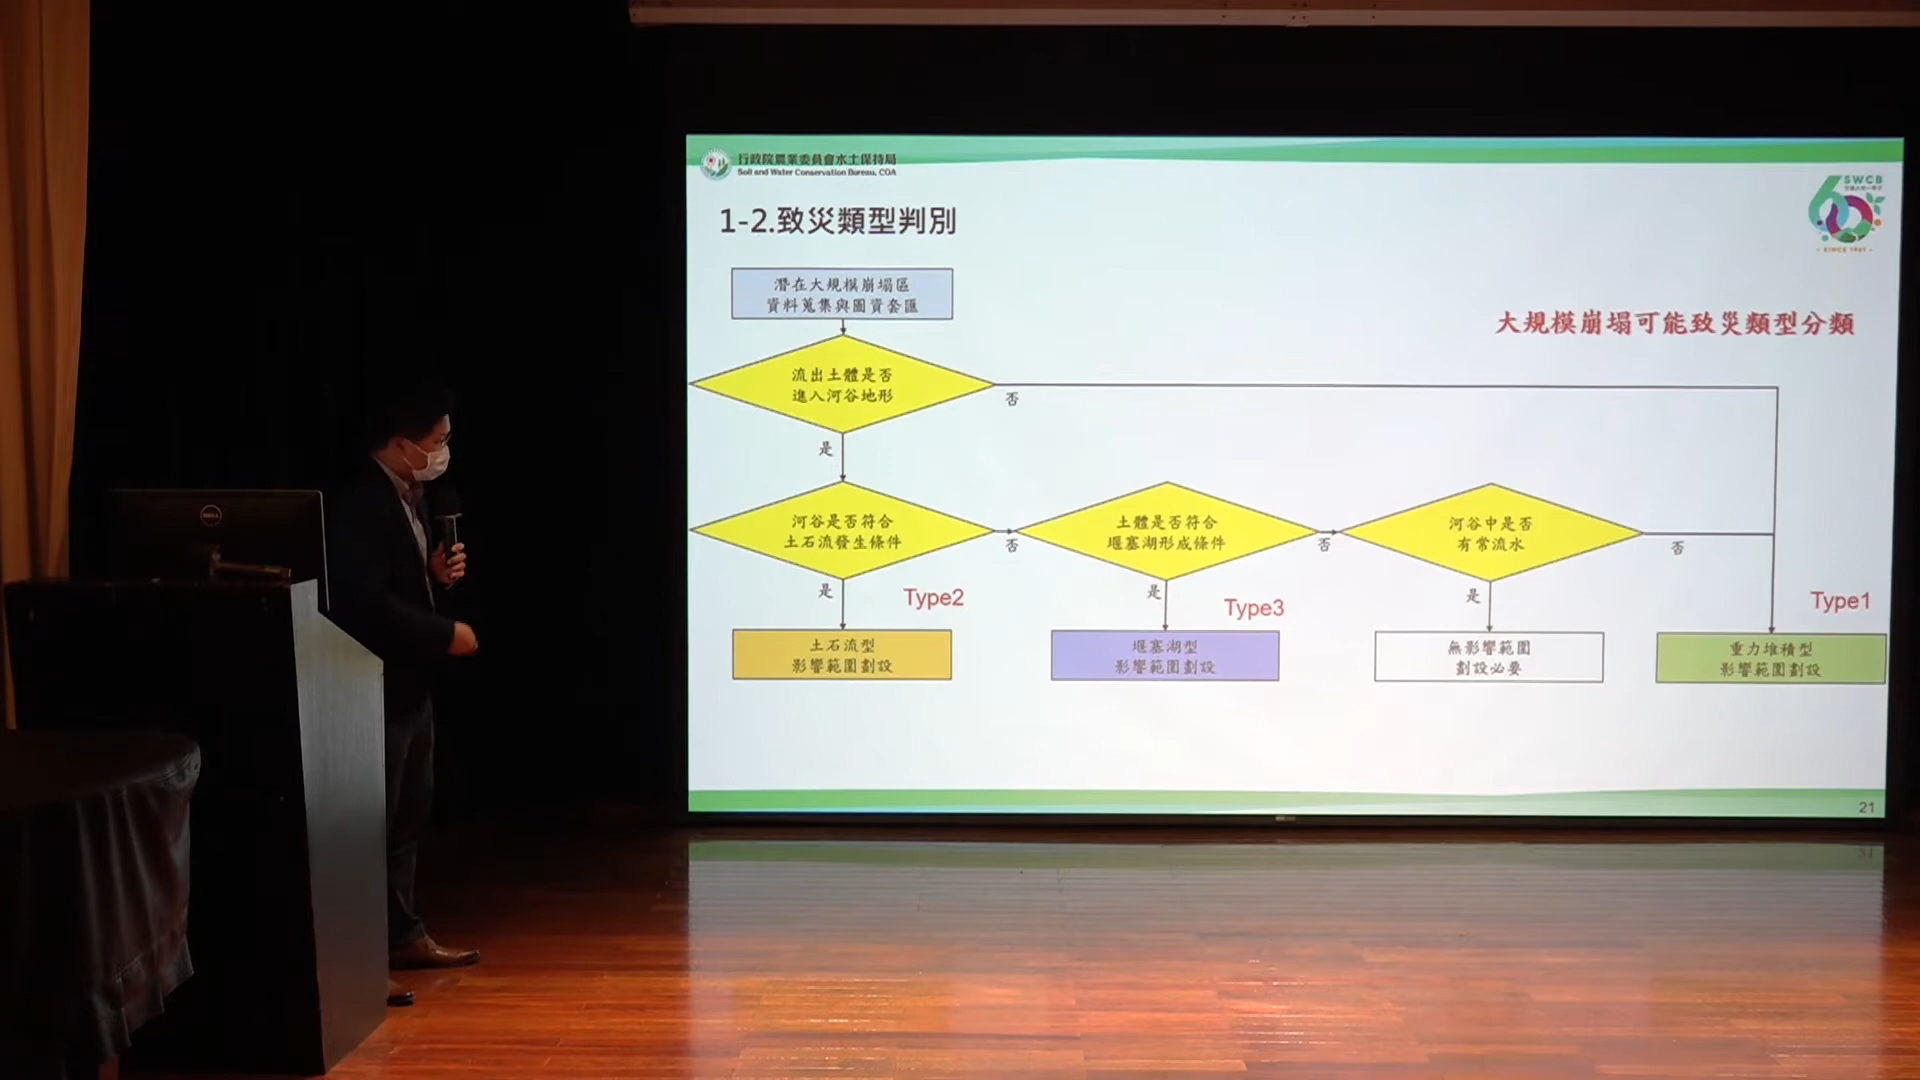 行政院農業委員會水土保持局
Soil and Water Conservation Bureau, COA
SWCB
1-2.致災類型判別
潛在大規模崩塌區
資料蒐集與圖資套匯
大規模崩塌可能致災類型分類
流出土體是否
進入河谷地形
否
是
河谷是否符合
土石流發生條件
否
土體是否符合
堰塞湖形成條件
否
河谷中是否
有常流水
否
是
Type2
是
Type3
是
Type1
土石流型
影響範圍劃設
堰塞湖型
影響範圍劃設
無影響範圍
劃設必要
重力堆積型
影響範圍劃設
21
DELL